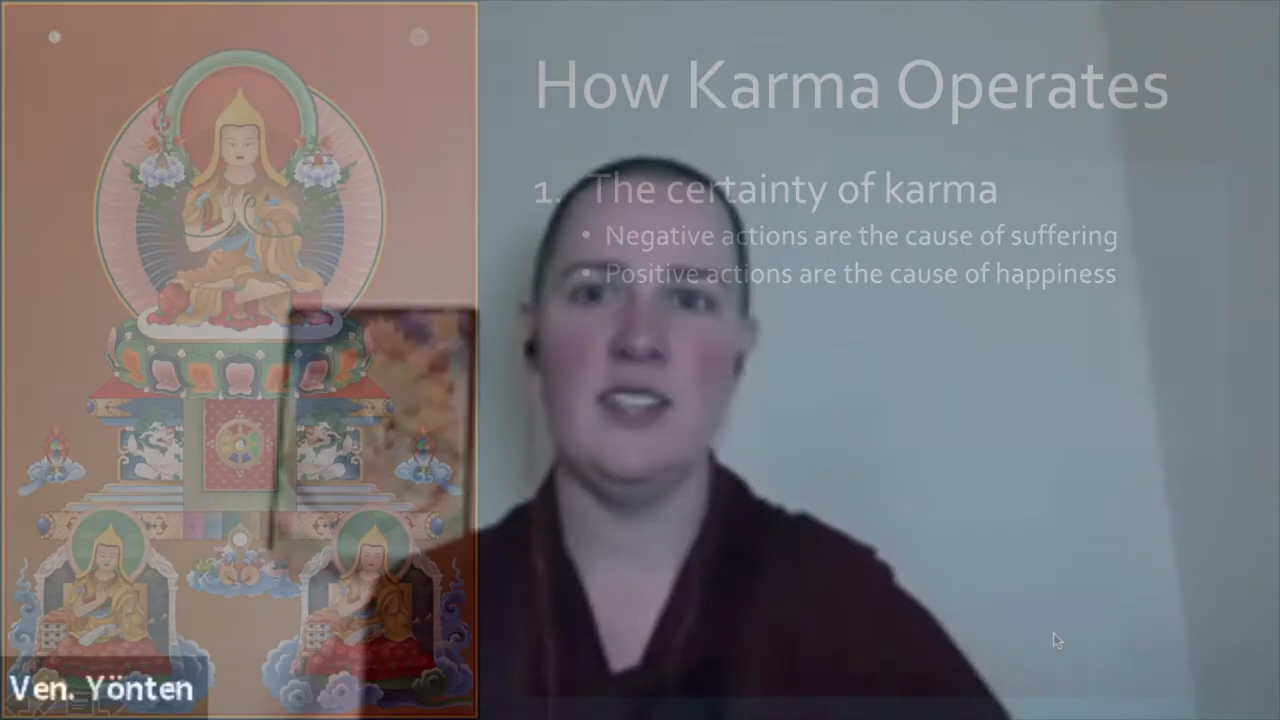 How Karma Operates
1. The certainty of karma
• Negative actions are the cause of suffering
• Positive actions are the cause of happiness
Ven. Yönten